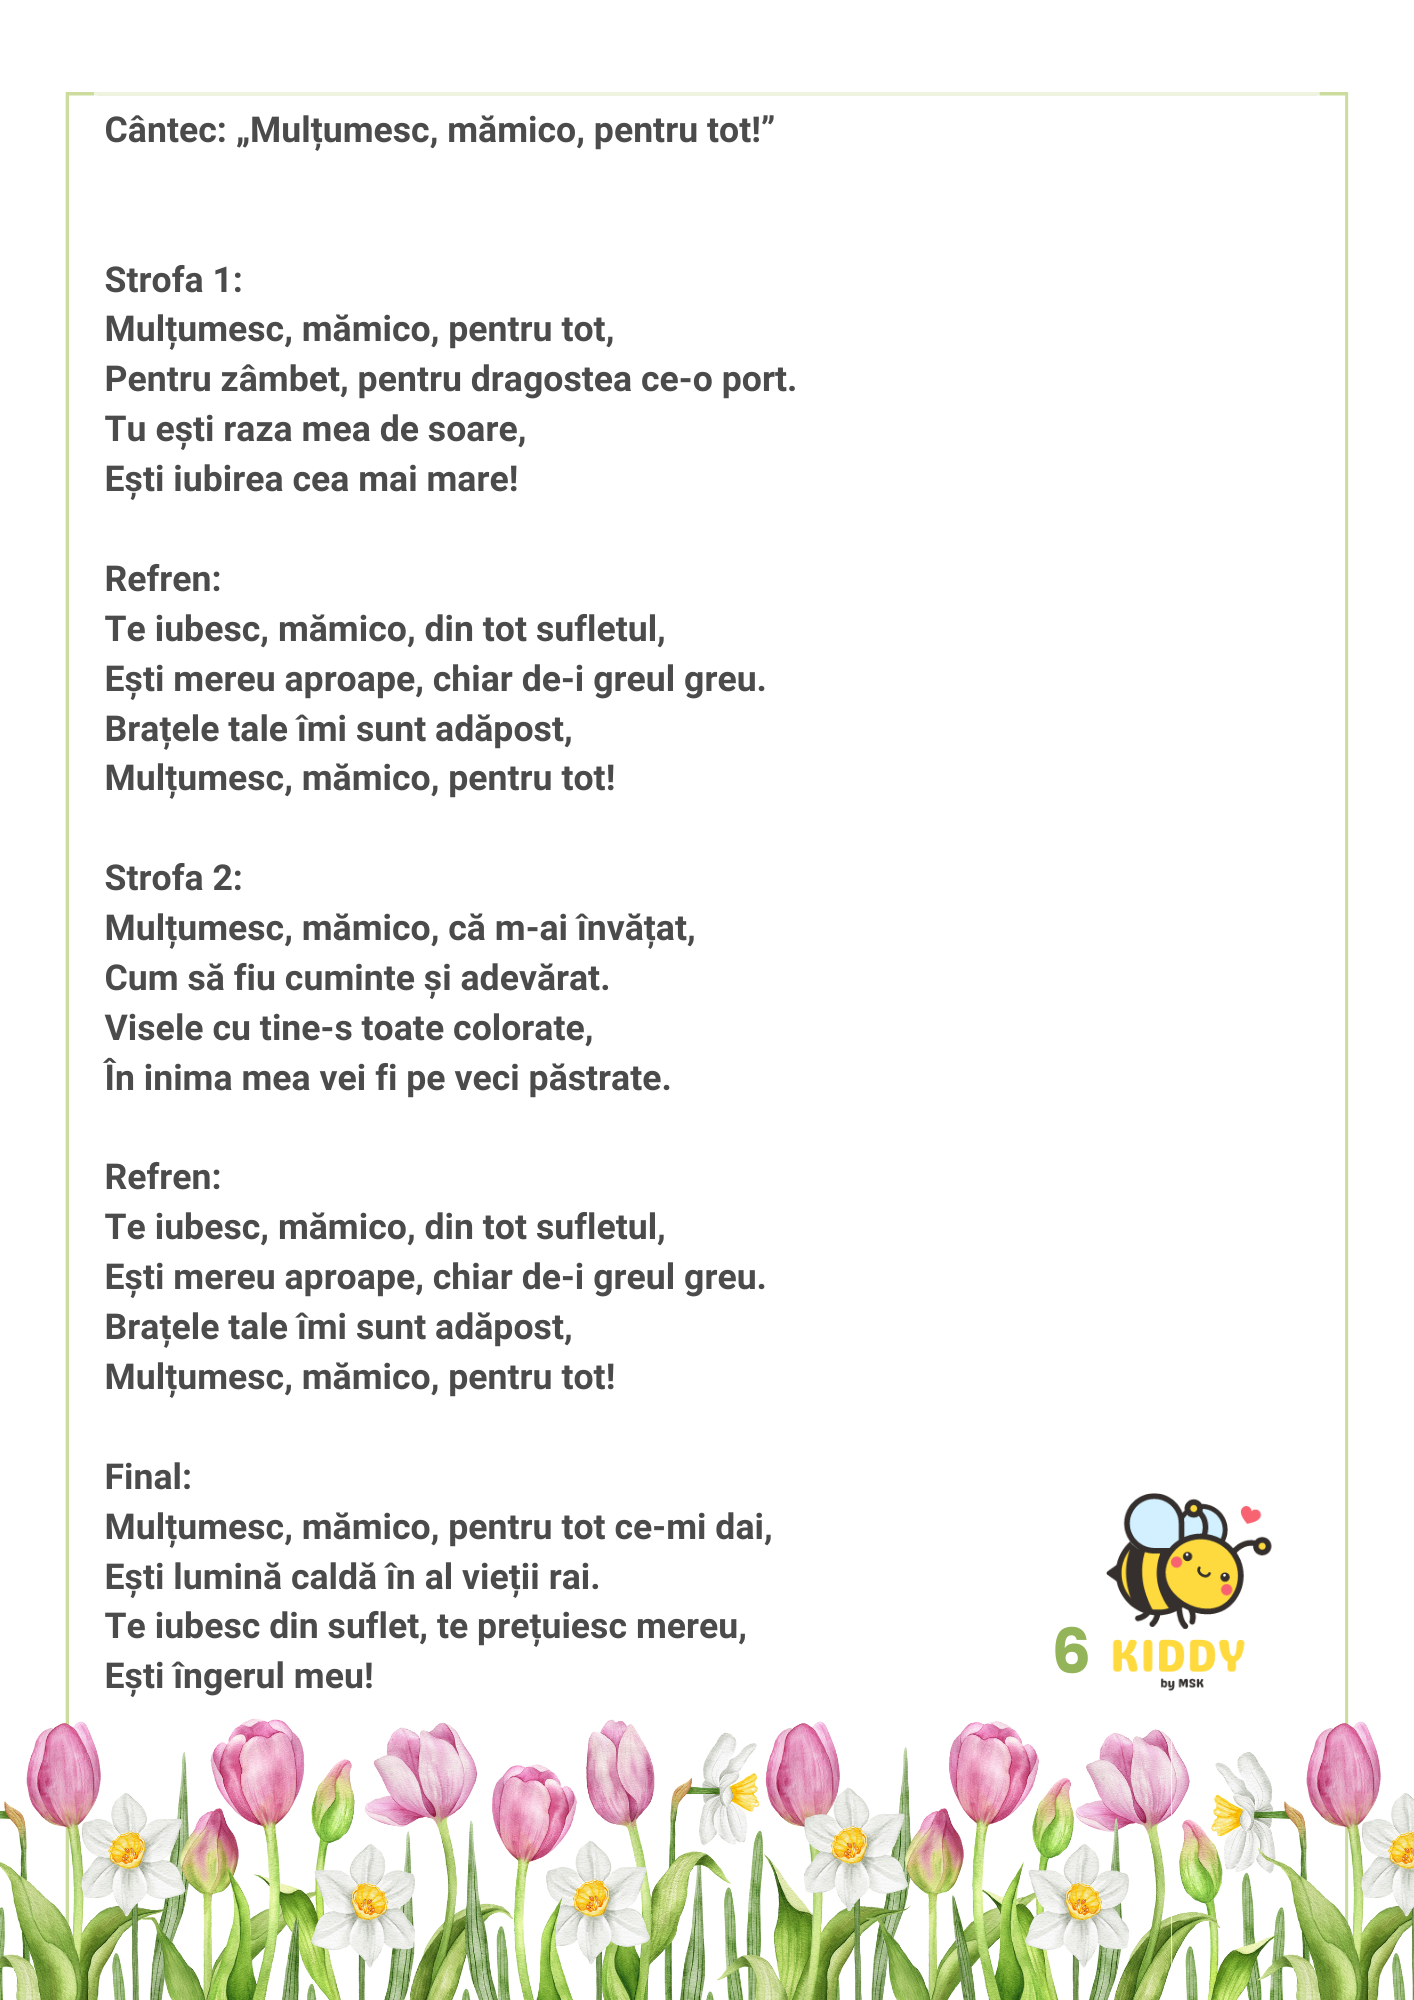 Cântec: „Mulțumesc, mămico, pentru tot!”
Strofa 1:
Mulțumesc, mămico, pentru tot,
Pentru zâmbet, pentru dragostea ce-o port.
Tu ești raza mea de soare,
Ești iubirea cea mai mare!
Refren:
Te iubesc, mămico, din tot sufletul,
Ești mereu aproape, chiar de-i greul greu.
Brațele tale îmi sunt adăpost,
Mulțumesc, mămico, pentru tot!
Strofa 2:
Mulțumesc, mămico, că m-ai învățat,
Cum să fiu cuminte și adevărat.
Visele cu tine-s toate colorate,
În inima mea vei fi pe veci păstrate.
Refren:
Te iubesc, mămico, din tot sufletul,
Ești mereu aproape, chiar de-i greul greu.
Brațele tale îmi sunt adăpost,
Mulțumesc, mămico, pentru tot!
Final:
Mulțumesc, mămico, pentru tot ce-mi dai,
Ești lumină caldă în al vieții rai.
Te iubesc din suflet, te prețuiesc mereu,
Ești îngerul meu!
6 KIDDY
by MSK